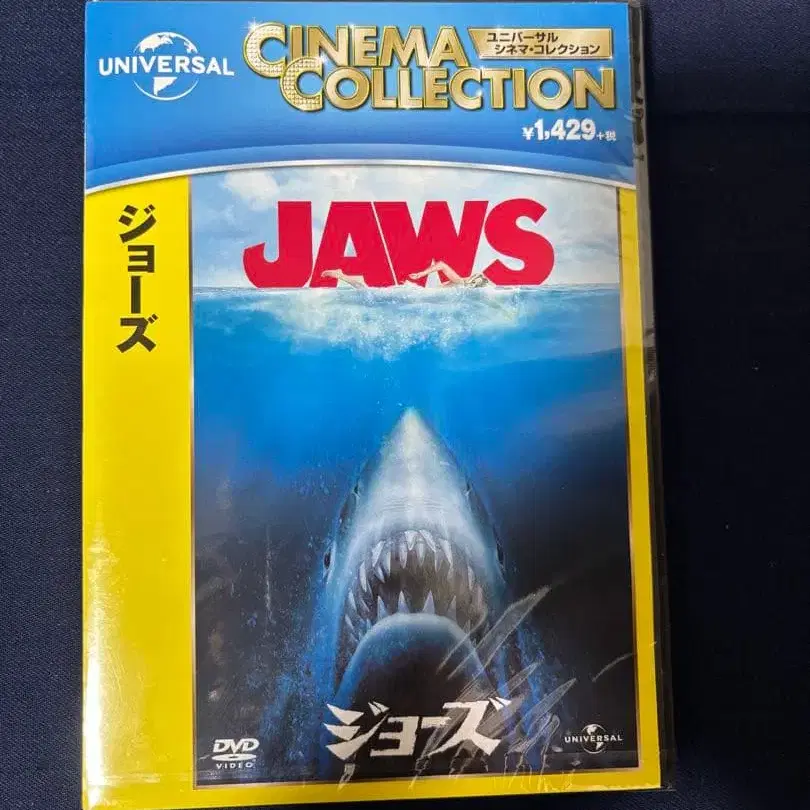 UNIVERSAL
CINEMA
COLLECTION
ユニバーサル
シネマ・コレクション
¥1,429+税
ジョーズ
JAWS
ジョーズ
DVD
VIDEO
UNIVERSAL